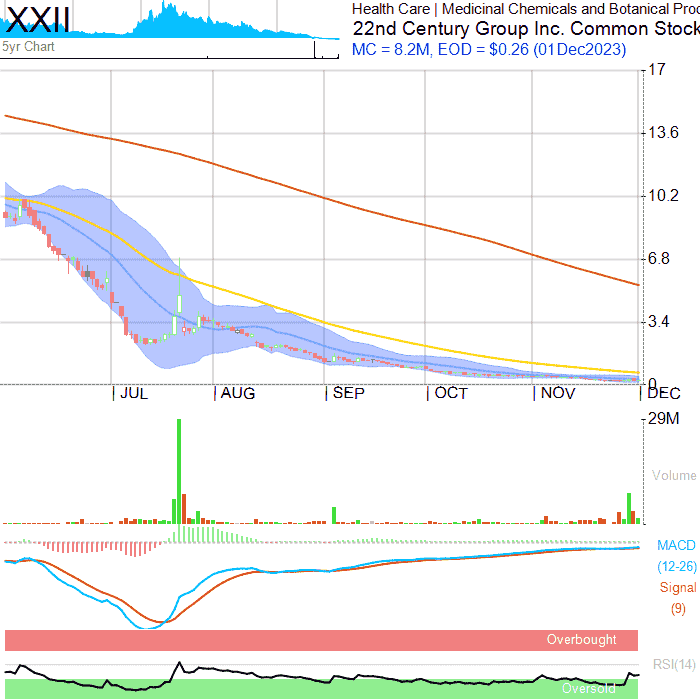 XXII
5yr Chart
Health Care | Medicinal Chemicals and Botanical Prod
22nd Century Group Inc. Common Stock
MC = 8.2M, EOD = $0.26 (01Dec2023)
17
13.6
10.2
6.8
3.4
0
JUL AUG SEP OCT NOV DEC
29M
Volume
MACD
(12-26)
Signal
(9)
Overbought
RSI(14)
Oversold